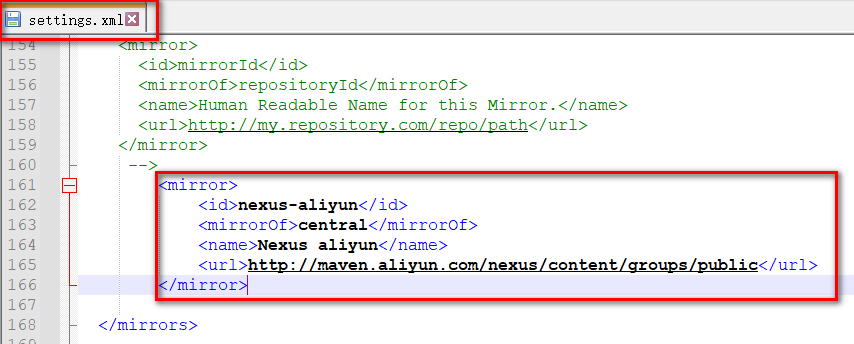 settings.xml
154 <mirror>
155 <id>mirrorId</id>
156 <mirrorOf>repositoryId</mirrorOf>
157 <name>Human Readable Name for this Mirror.</name>
158 <url>http://my.repository.com/repo/path</url>
159 </mirror>
160 -->
161 <mirror>
162 <id>nexus-aliyun</id>
163 <mirrorOf>central</mirrorOf>
164 <name>Nexus aliyun</name>
165 <url>http://maven.aliyun.com/nexus/content/groups/public</url>
166 </mirror>
167
168 </mirrors>
169